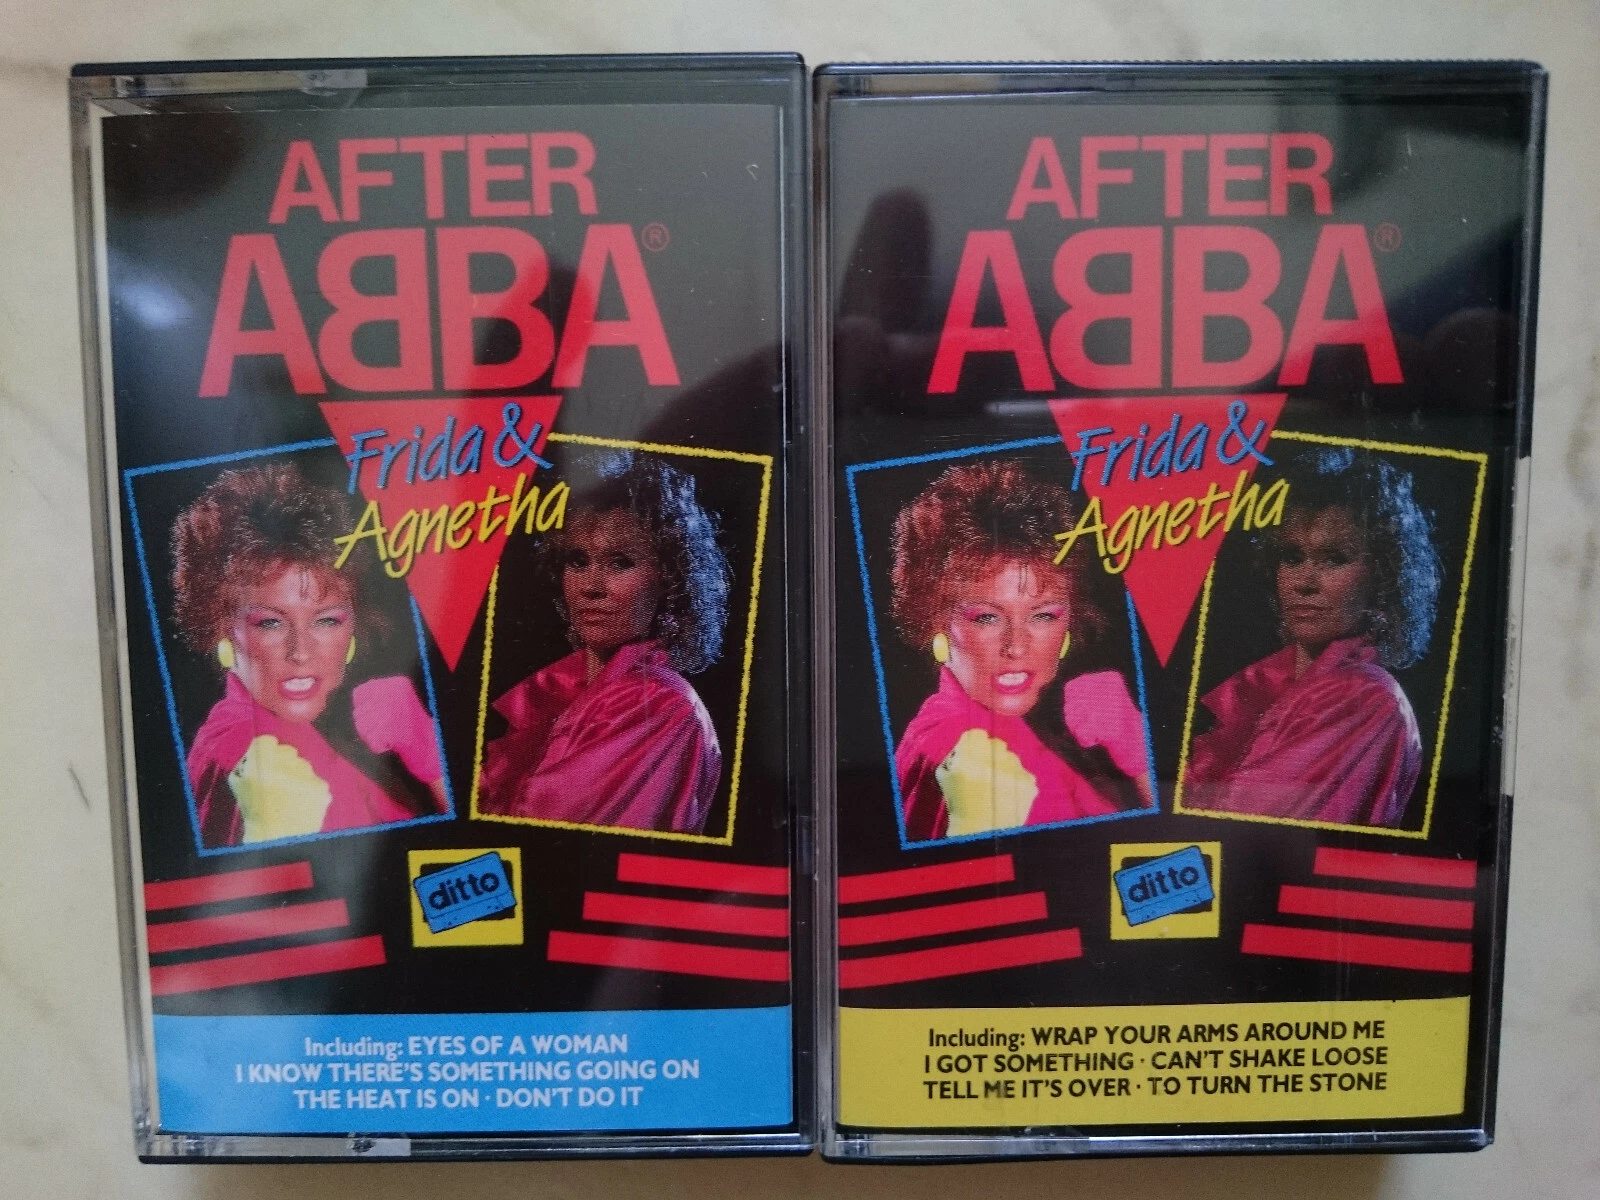 AFTER
ABBA®
Frida &
Agnetha
ditto
Including: EYES OF A WOMAN
I KNOW THERE'S SOMETHING GOING ON
THE HEAT IS ON · DON'T DO IT
AFTER
ABBA®
Frida &
Agnetha
ditto
Including: WRAP YOUR ARMS AROUND ME
I GOT SOMETHING · CAN'T SHAKE LOOSE
TELL ME IT'S OVER · TO TURN THE STONE